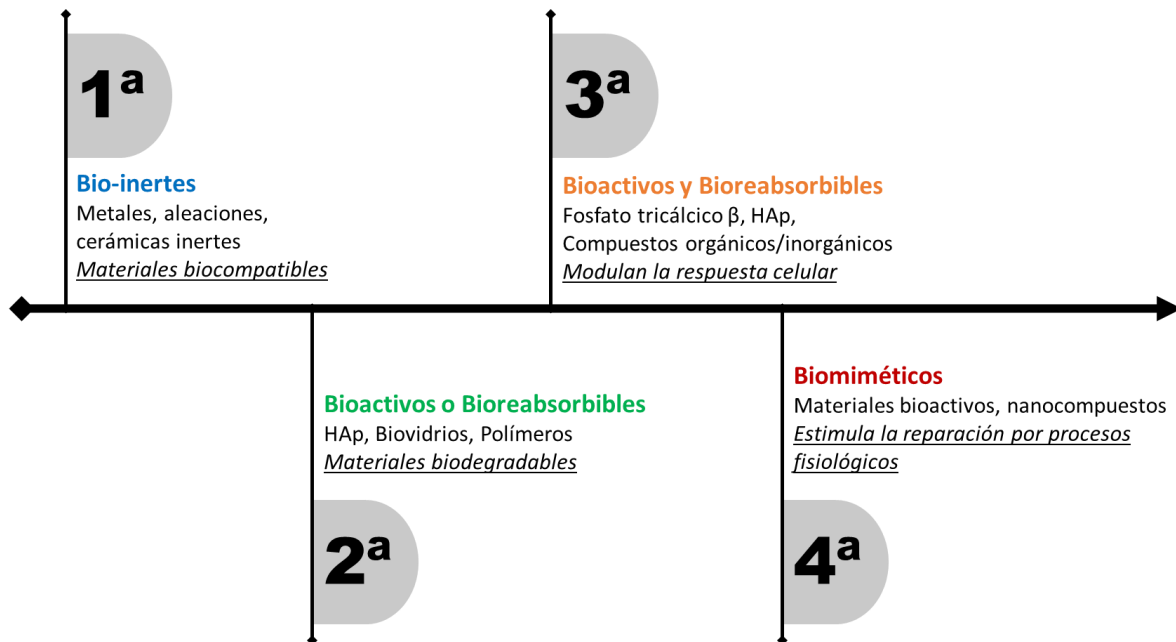 1ª
Bio-inertes
Metales, aleaciones,
cerámicas inertes
Materiales biocompatibles
2ª
Bioactivos o Bioreabsorbibles
HAp, Biovidrios, Polímeros
Materiales biodegradables
3ª
Bioactivos y Bioreabsorbibles
Fosfato tricálcico β, HAp,
Compuestos orgánicos/inorgánicos
Modulan la respuesta celular
4ª
Biomiméticos
Materiales bioactivos, nanocompuestos
Estimula la reparación por procesos
fisiológicos